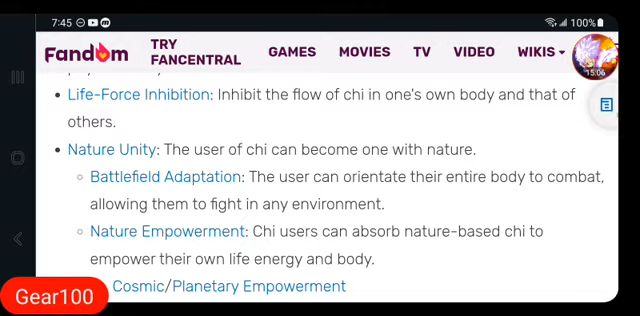 7:45
100%
Fandom
TRY FANCENTRAL
GAMES
MOVIES
TV
VIDEO
WIKIS
15:06
Life-Force Inhibition: Inhibit the flow of chi in one's own body and that of
others.
Nature Unity: The user of chi can become one with nature.
Battlefield Adaptation: The user can orientate their entire body to combat,
allowing them to fight in any environment.
Nature Empowerment: Chi users can absorb nature-based chi to
empower their own life energy and body.
Cosmic/Planetary Empowerment
Gear100